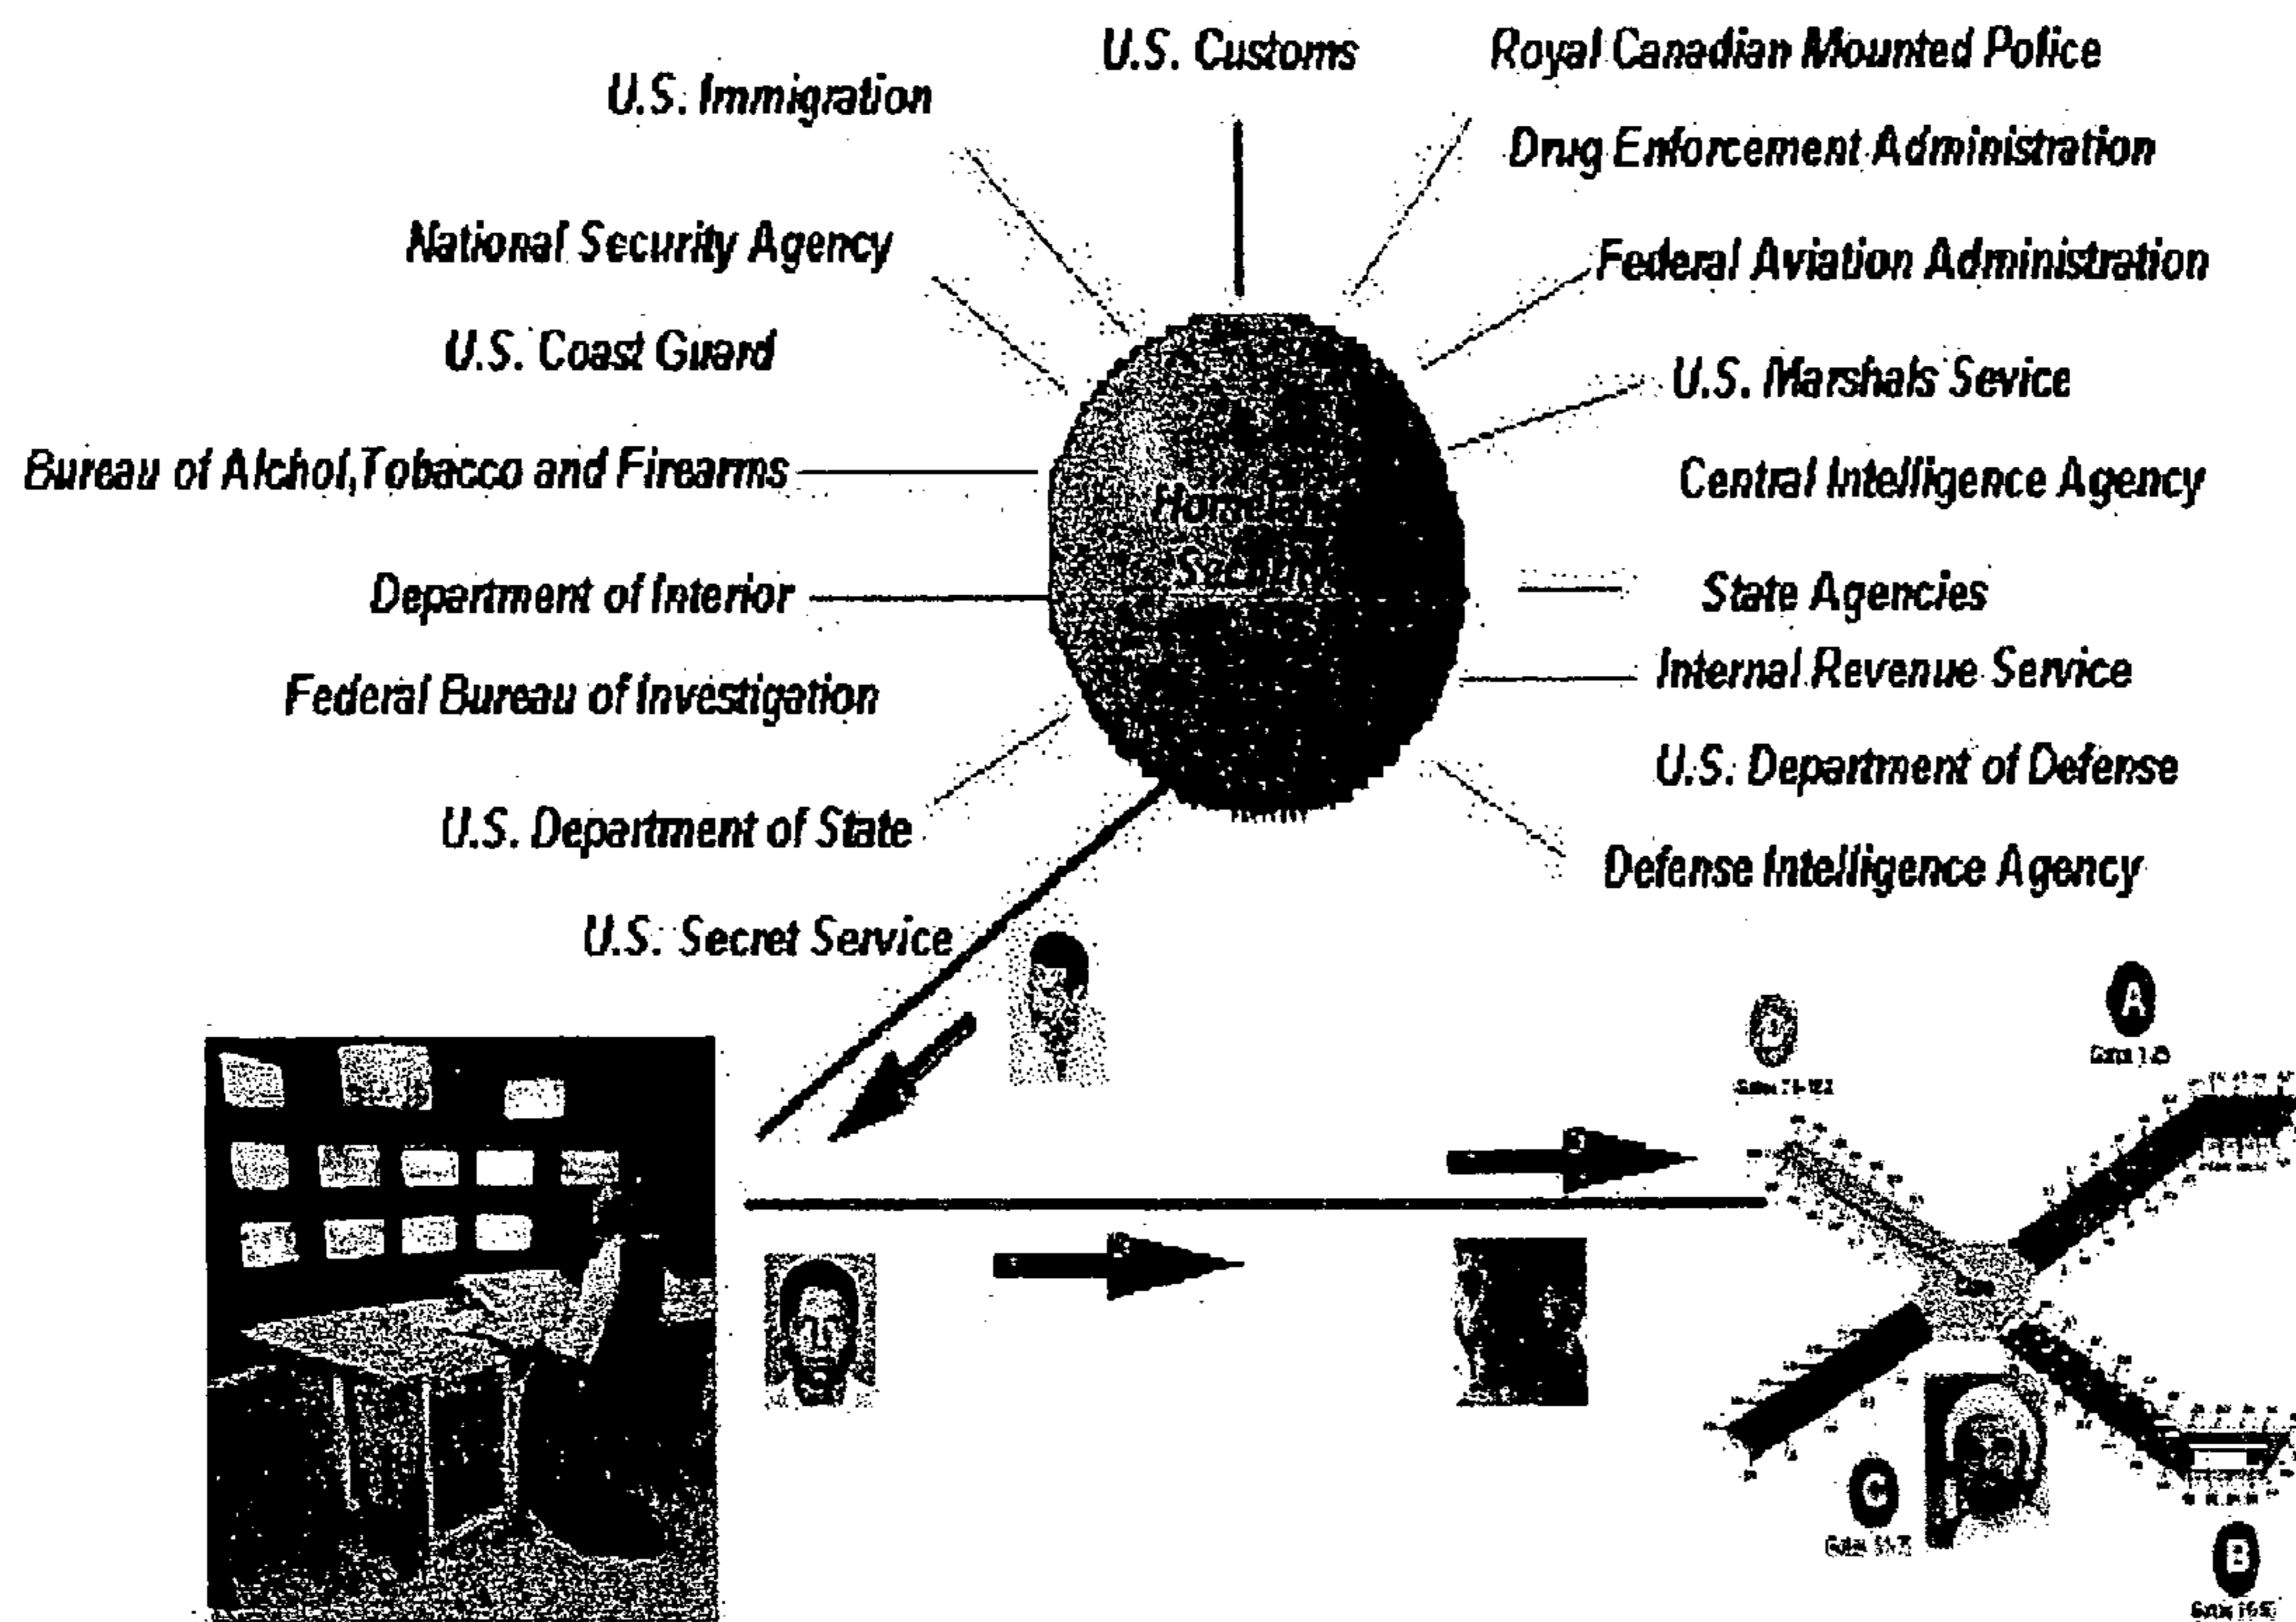 U.S. Customs
Royal Canadian Mounted Police
U.S. Immigration
Drug Enforcement Administration
National Security Agency
Federal Aviation Administration
U.S. Coast Guard
U.S. Marshals Sevice
Bureau of Alchol,Tobacco and Firearms
Central Intelligence Agency
Homeland
Security
Department of Interior
State Agencies
Internal Revenue Service
Federal Bureau of Investigation
U.S. Department of Defense
U.S. Department of State
Defense Intelligence Agency
U.S. Secret Service
A
C
B